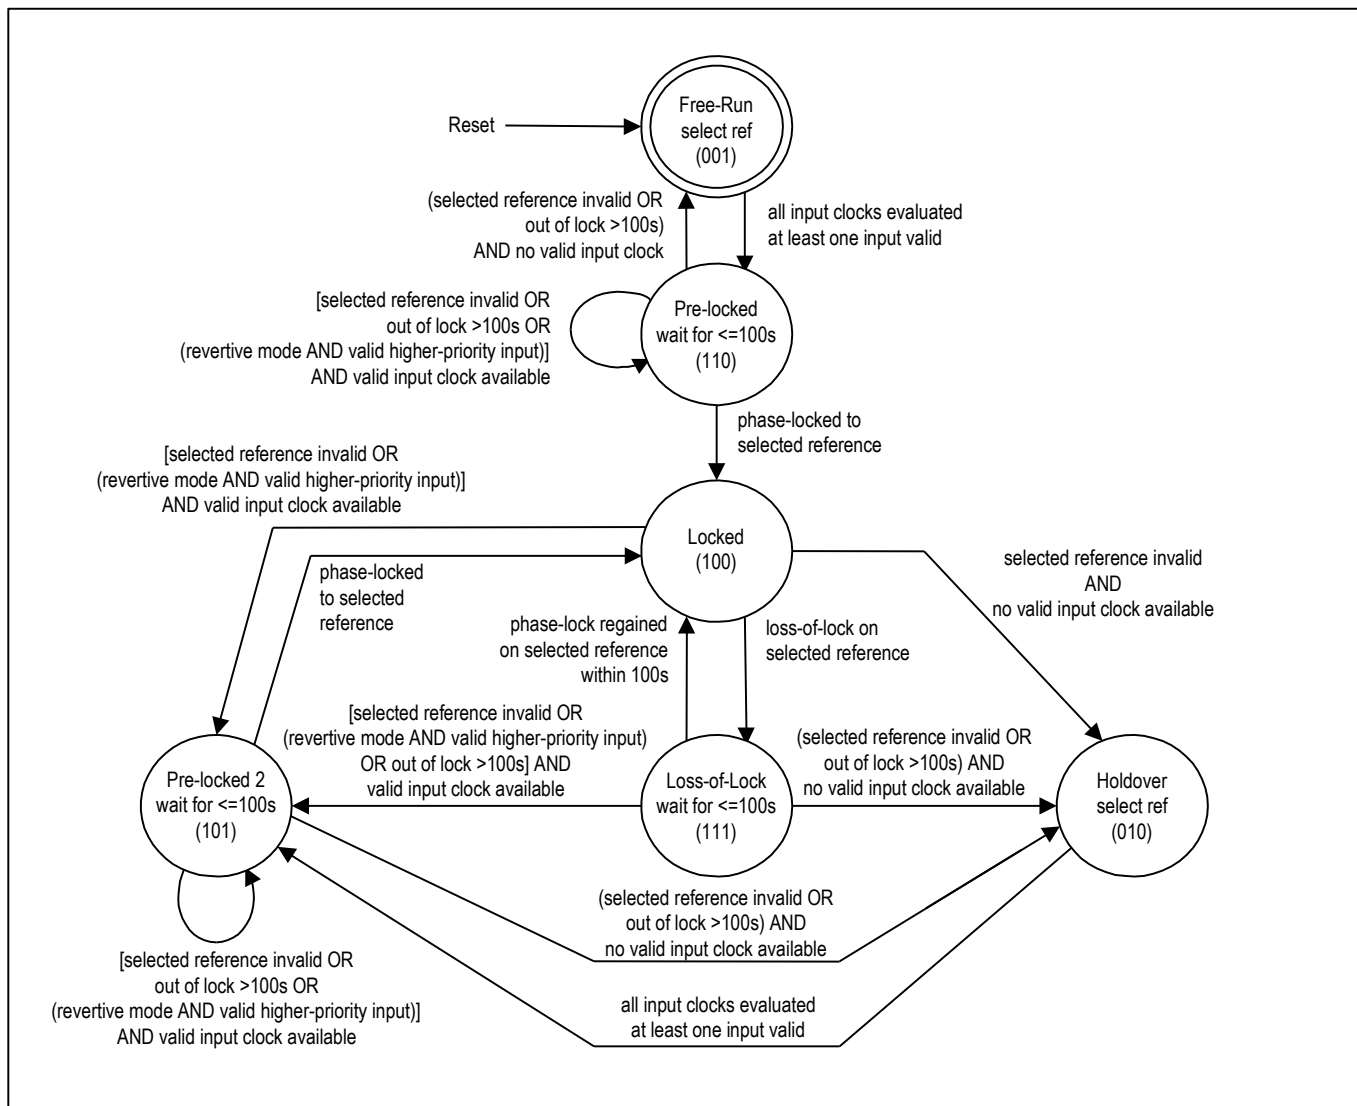 Free-Run
select ref
(001)
Reset
(selected reference invalid OR
out of lock >100s)
AND no valid input clock
all input clocks evaluated
at least one input valid
[selected reference invalid OR
out of lock >100s OR
(revertive mode AND valid higher-priority input)]
AND valid input clock available
Pre-locked
wait for <=100s
(110)
phase-locked to
selected reference
[selected reference invalid OR
(revertive mode AND valid higher-priority input)]
AND valid input clock available
Locked
(100)
selected reference invalid
AND
no valid input clock available
phase-locked
to selected
reference
phase-lock regained
on selected reference
within 100s
loss-of-lock on
selected reference
[selected reference invalid OR
(revertive mode AND valid higher-priority input)
OR out of lock >100s] AND
valid input clock available
(selected reference invalid OR
out of lock >100s) AND
no valid input clock available
Pre-locked 2
wait for <=100s
(101)
Loss-of-Lock
wait for <=100s
(111)
Holdover
select ref
(010)
(selected reference invalid OR
out of lock >100s) AND
no valid input clock available
[selected reference invalid OR
out of lock >100s OR
(revertive mode AND valid higher-priority input)]
AND valid input clock available
all input clocks evaluated
at least one input valid